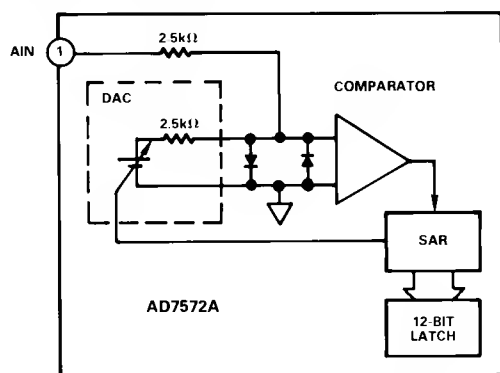 AIN
1
2.5kΩ
DAC
2.5kΩ
COMPARATOR
SAR
AD7572A
12-BIT
LATCH